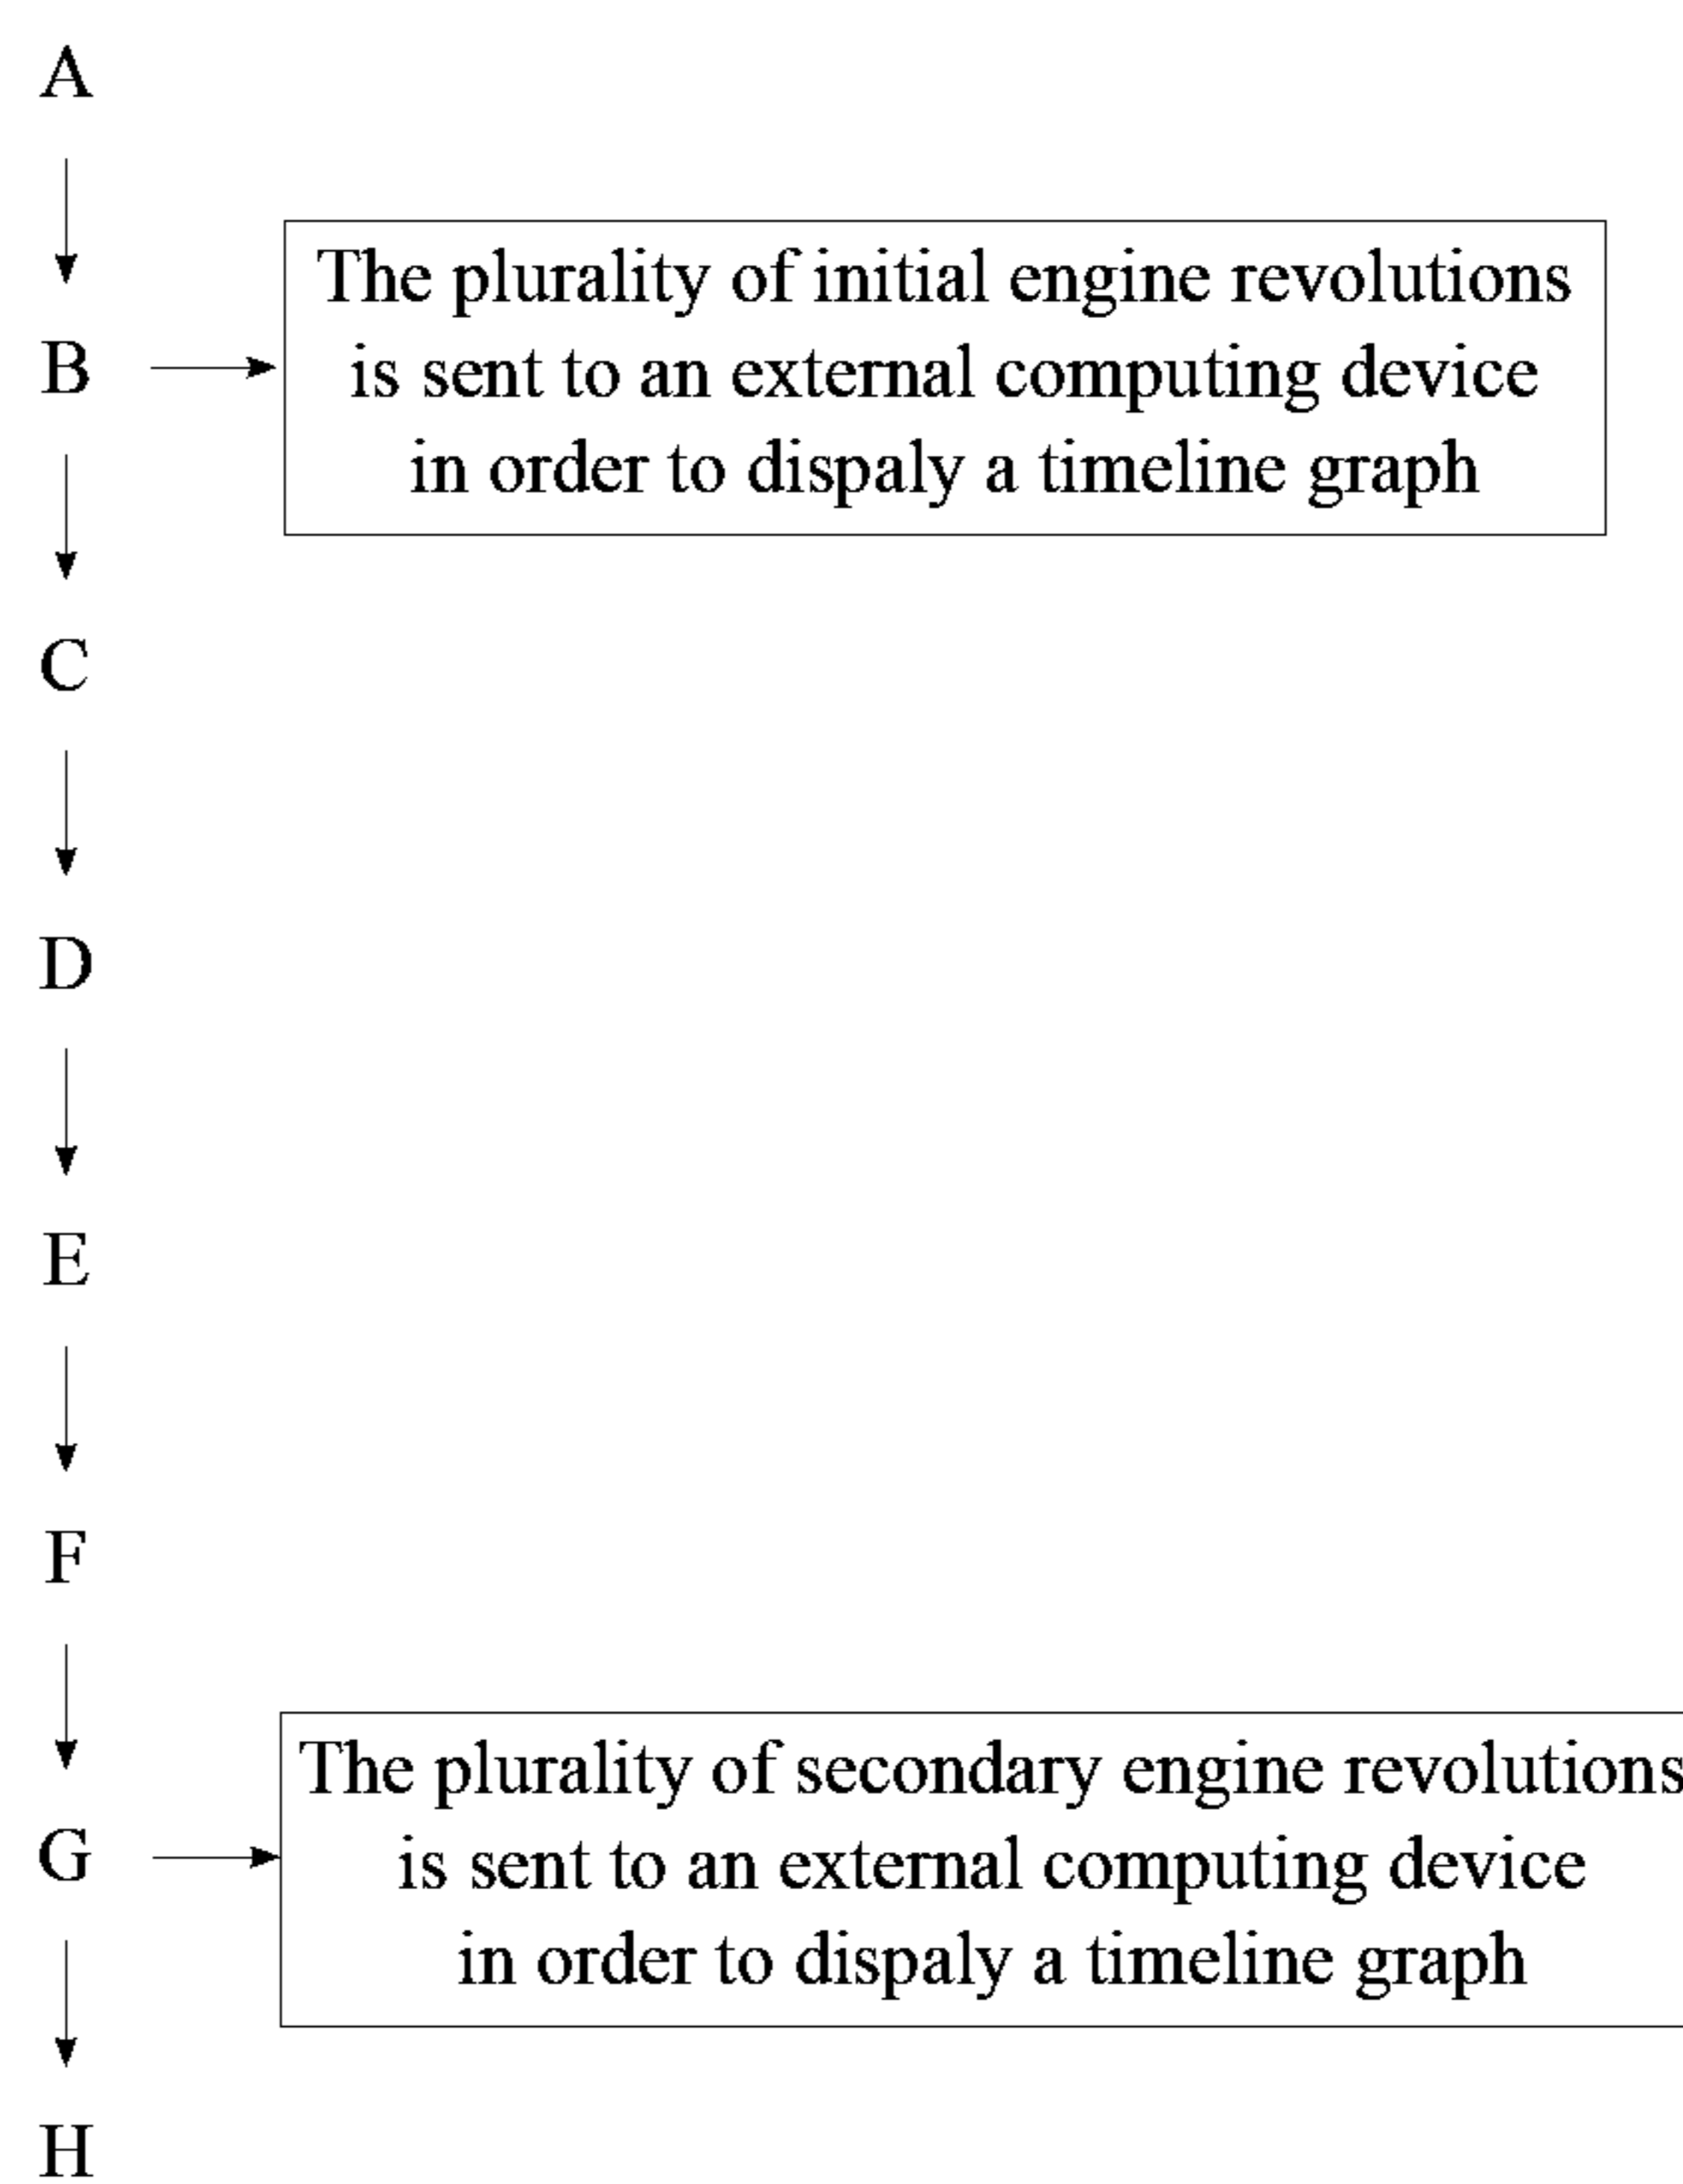 A
B
The plurality of initial engine revolutions
is sent to an external computing device
in order to dispaly a timeline graph
C
D
E
F
G
The plurality of secondary engine revolutions
is sent to an external computing device
in order to dispaly a timeline graph
H